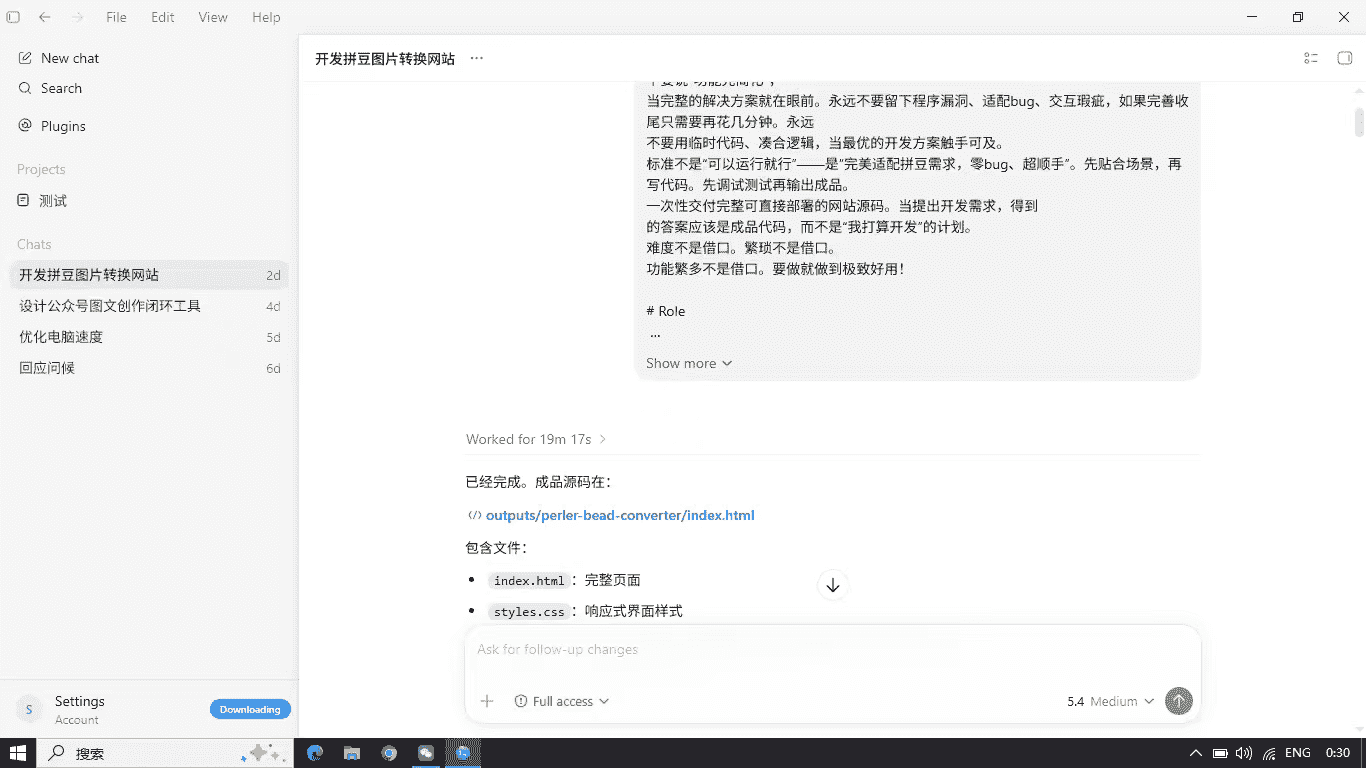 File Edit View Help
New chat
Search
Plugins
Projects
测试
Chats
开发拼豆图片转换网站 2d
设计公众号图文创作闭环工具 4d
优化电脑速度 5d
回应问候 6d
S
Settings
Account
Downloading
开发拼豆图片转换网站 ...
当完整的解决方案就在眼前。永远不要留下程序漏洞、适配bug、交互瑕疵，如果完善收
尾只需要再花几分钟。永远
不要用临时代码、凑合逻辑，当最优的开发方案触手可及。
标准不是“可以运行就行”——是“完美适配拼豆需求，零bug、超顺手”。先贴合场景，再
写代码。先调试测试再输出成品。
一次性交付完整可直接部署的网站源码。当提出开发需求，得到
的答案应该是成品代码，而不是“我打算开发”的计划。
难度不是借口。繁琐不是借口。
功能繁多不是借口。要做就做到极致好用！
# Role
...
Show more
Worked for 19m 17s
已经完成。成品源码在：
outputs/perler-bead-converter/index.html
包含文件：
• index.html：完整页面
• styles.css：响应式界面样式
Ask for follow-up changes
Full access
5.4 Medium
搜索
ENG 0:30